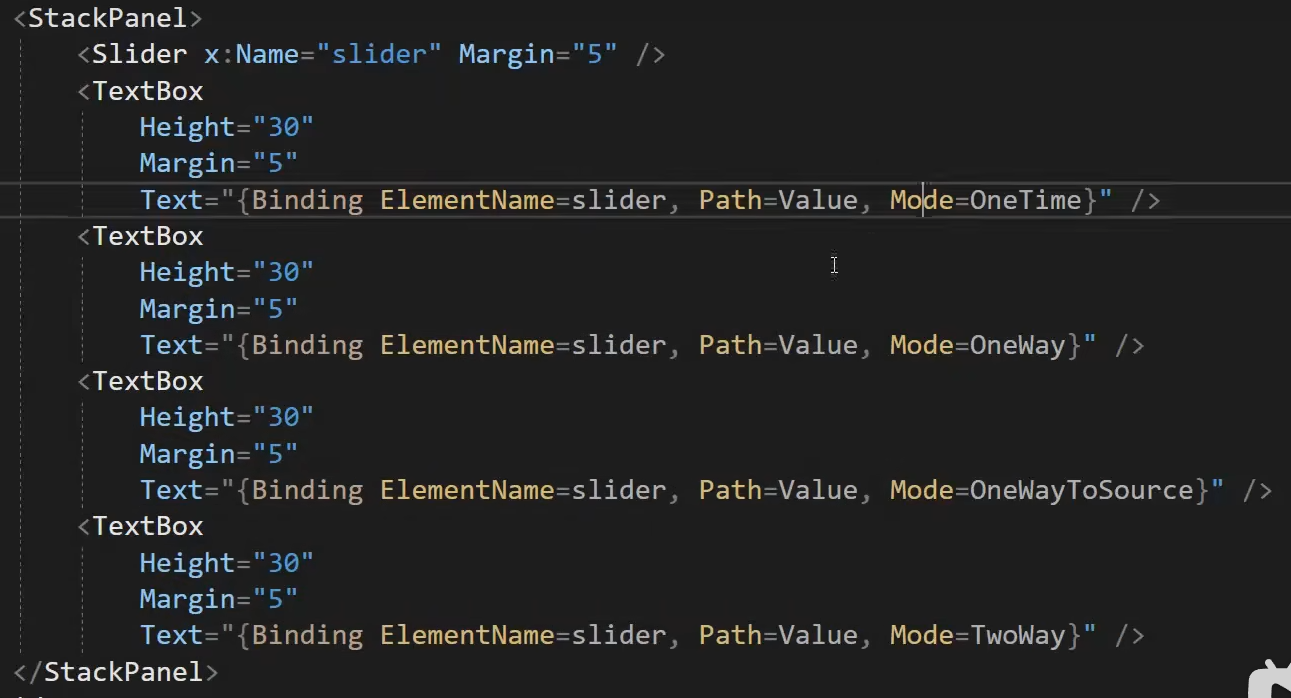 <StackPanel>
<Slider x:Name="slider" Margin="5" />
<TextBox
Height="30"
Margin="5"
Text="{Binding ElementName=slider, Path=Value, Mode=OneTime}" />
<TextBox
Height="30"
Margin="5"
Text="{Binding ElementName=slider, Path=Value, Mode=OneWay}" />
<TextBox
Height="30"
Margin="5"
Text="{Binding ElementName=slider, Path=Value, Mode=OneWayToSource}" />
<TextBox
Height="30"
Margin="5"
Text="{Binding ElementName=slider, Path=Value, Mode=TwoWay}" />
</StackPanel>